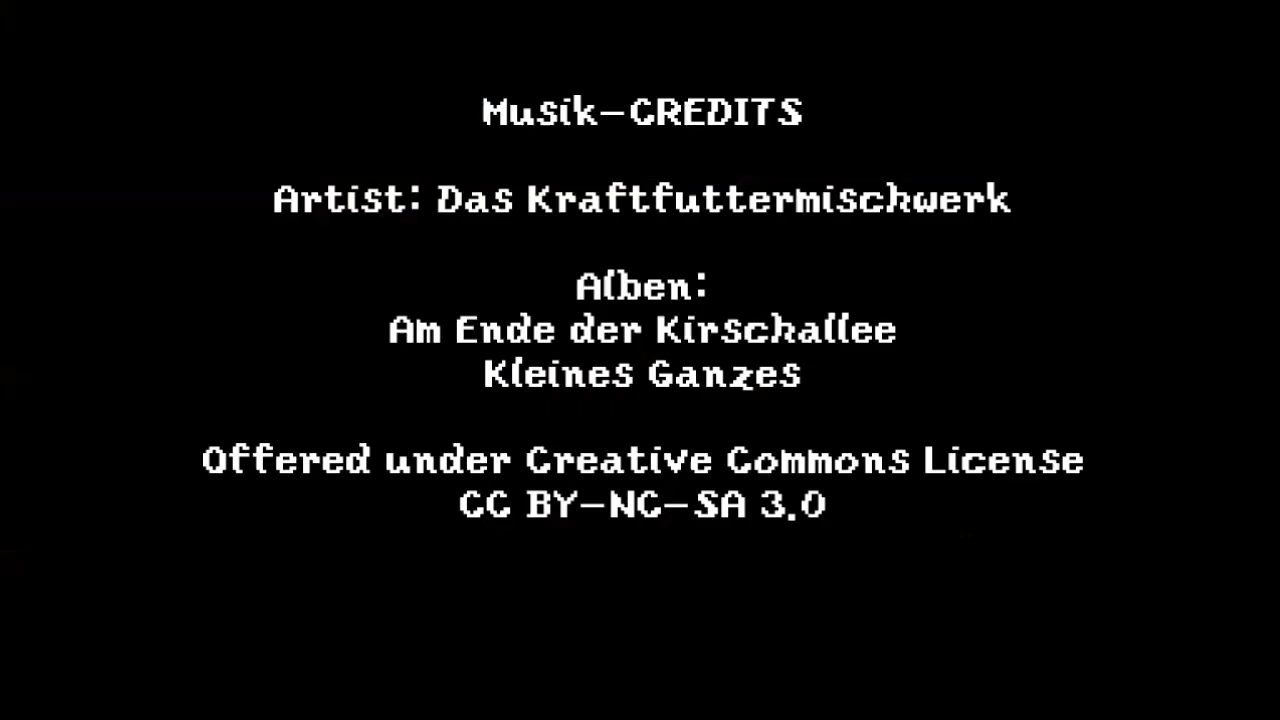 Musik-CREDITS
Artist: Das Kraftfuttermischwerk
Alben:
Am Ende der Kirschallee
Kleines Ganzes
Offered under Creative Commons License
CC BY-NC-SA 3.0